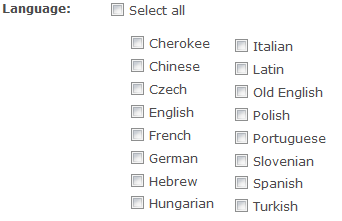 Language: Select all
Cherokee
Chinese
Czech
English
French
German
Hebrew
Hungarian
Italian
Latin
Old English
Polish
Portuguese
Slovenian
Spanish
Turkish